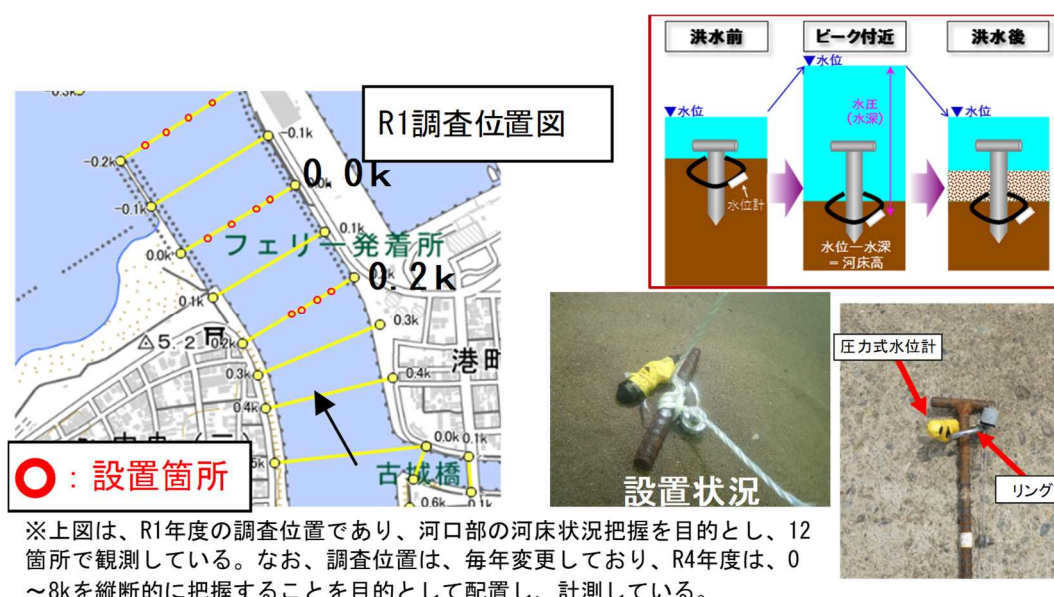 R1調査位置図
-0.3k
-0.2k
-0.1k
-0.1k
0.0k
0.0k
0.0k
0.1k
フェリー発着所
0.1k
0.2k
5.2
0.2k
0.3k
0.3k
0.4k
0.4k
港町
0.0k
0.1k
古城橋
0.6k
0.1k
○:設置箇所
洪水前
ピーク付近
洪水後
▼水位
▼水位
▼水位
水圧
(水深)
水位計
水位―水深
=河床高
設置状況
圧力式水位計
リング
※上図は、R1年度の調査位置であり、河口部の河床状況把握を目的とし、12
箇所で観測している。なお、調査位置は、毎年変更しており、R4年度は、0
~8kを縦断的に把握することを目的として配置し、計測している。